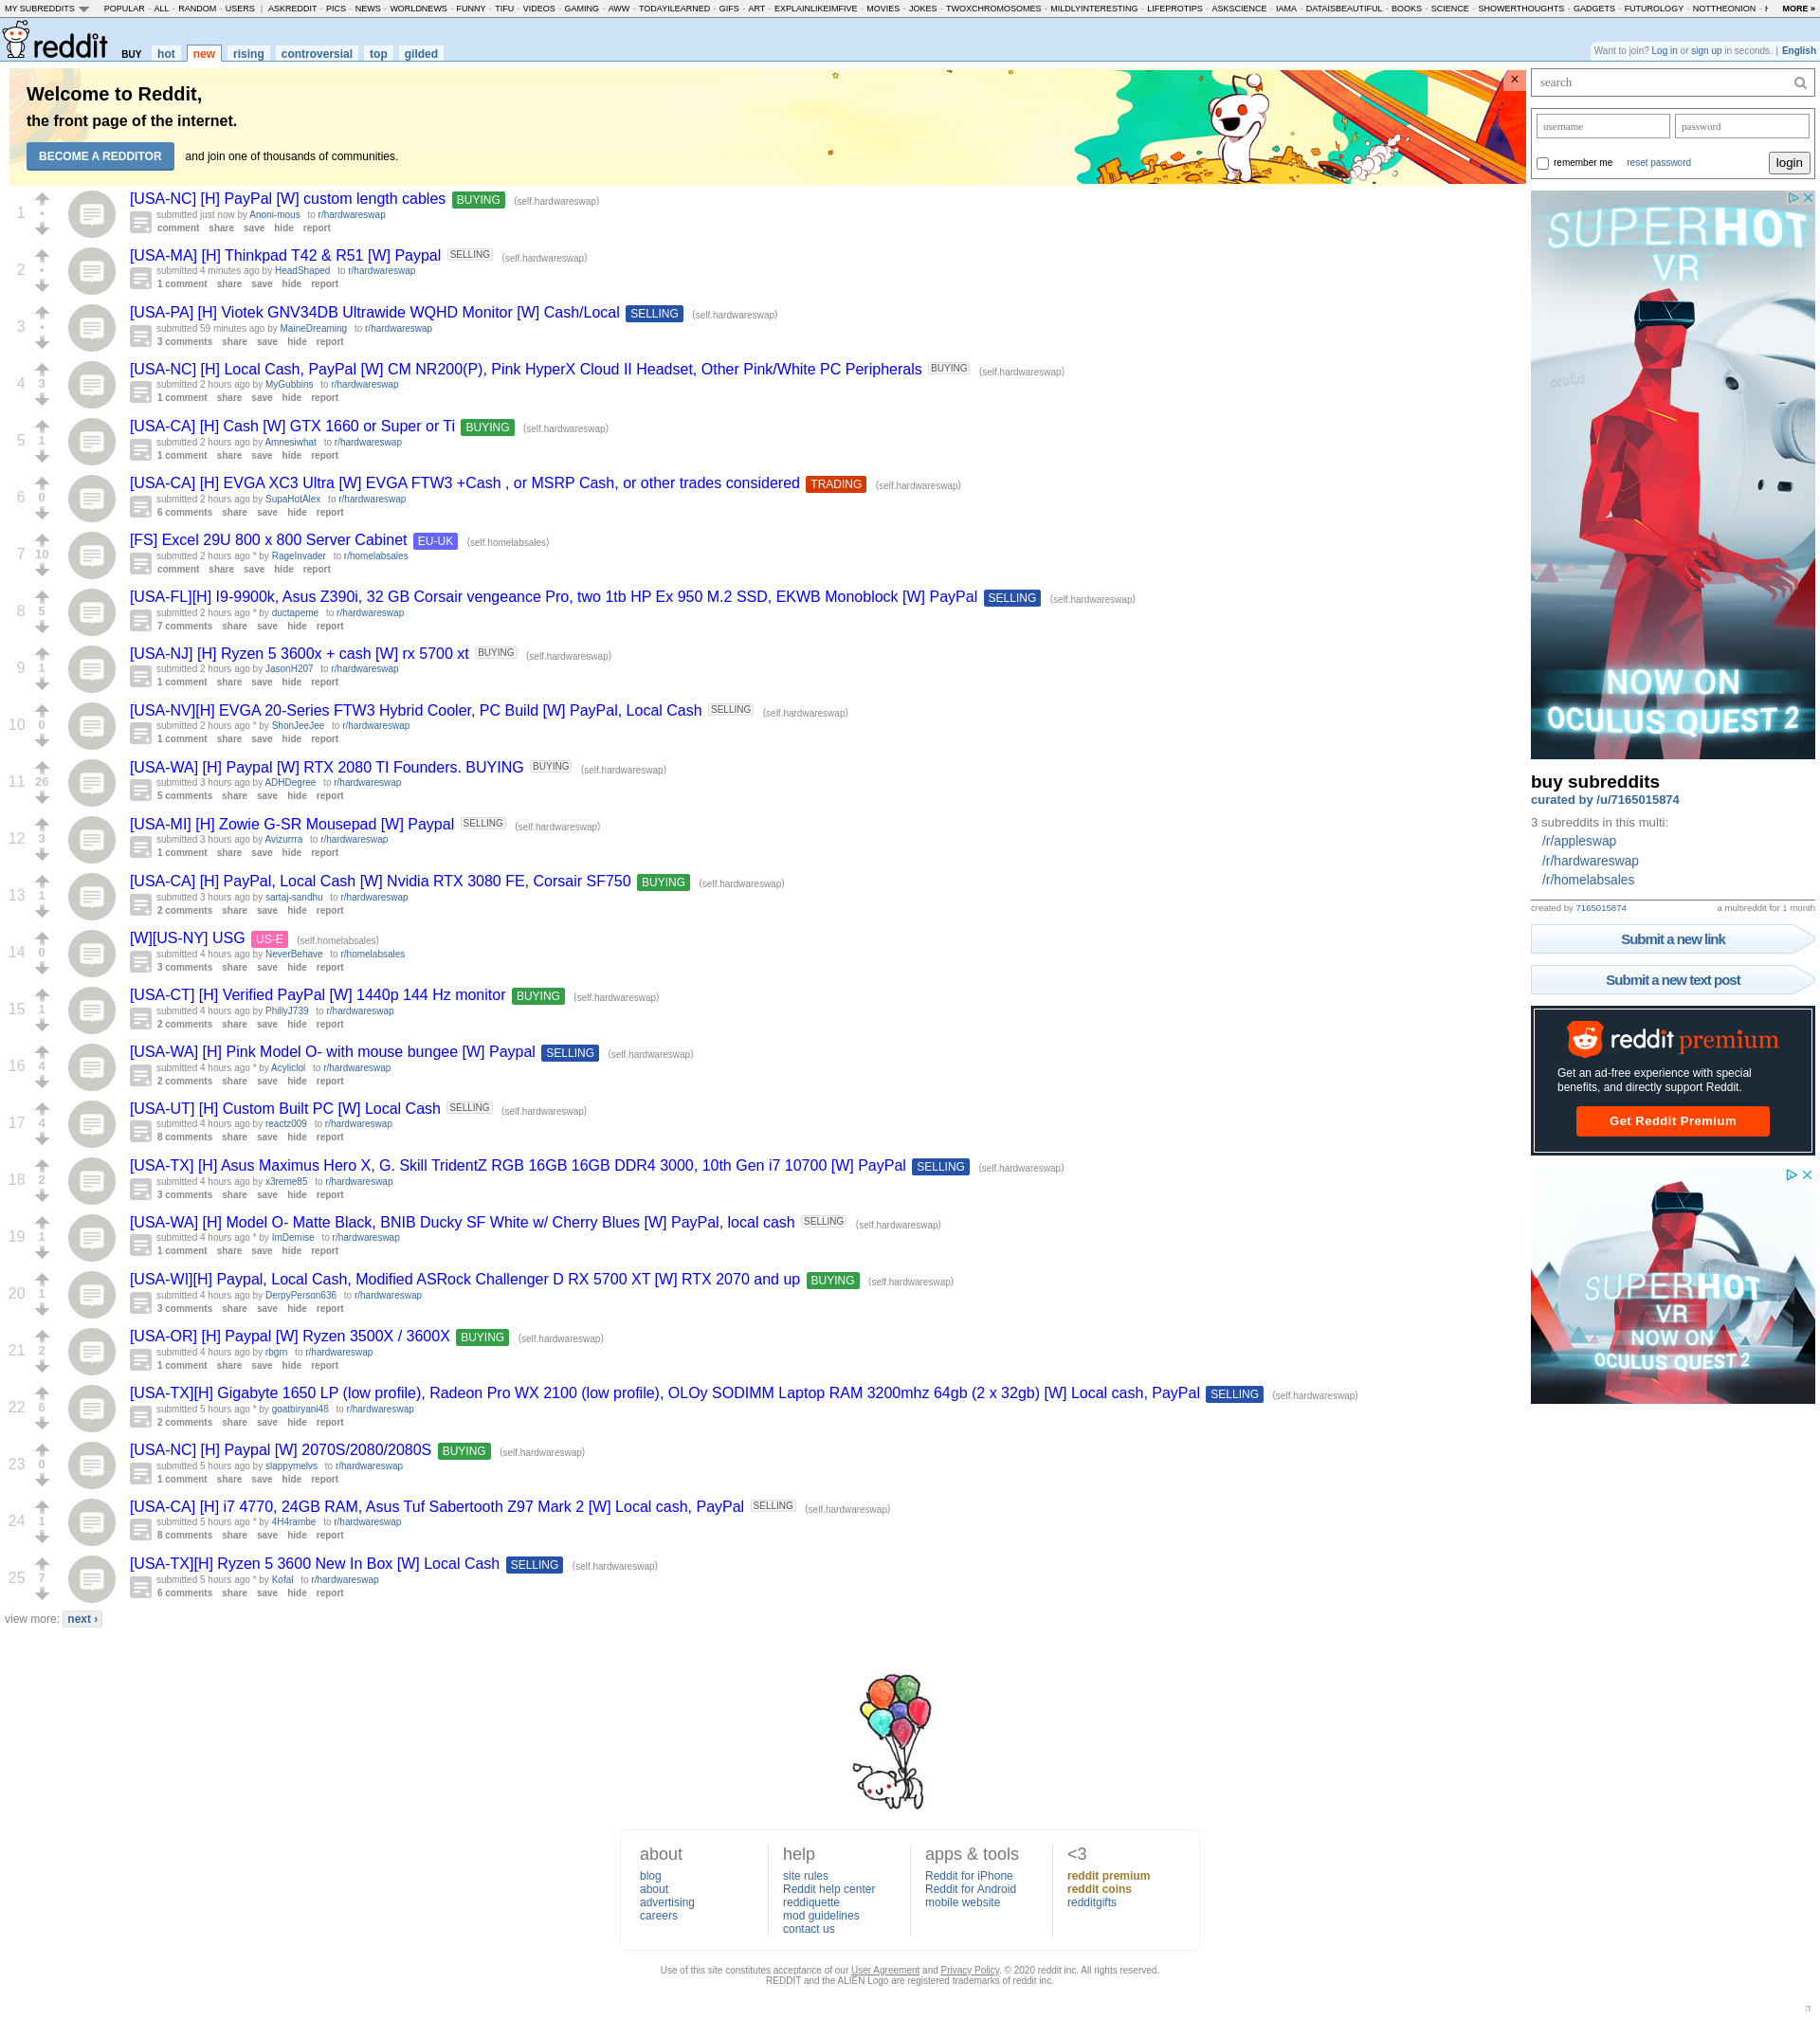 MY SUBREDDITS POPULAR - ALL - RANDOM - USERS | ASKREDDIT - PICS - NEWS - WORLDNEWS - FUNNY - TIFU - VIDEOS - GAMING - AWW - TODAYILEARNED - GIFS - ART - EXPLAINLIKEIMFIVE - MOVIES - JOKES - TWOXCHROMOSOMES - MILDLYINTERESTING - LIFEPROTIPS - ASKSCIENCE - IAMA - DATAISBEAUTIFUL - BOOKS - SCIENCE - SHOWERTHOUGHTS - GADGETS - FUTUROLOGY - NOTTHEONION - MORE »
reddit BUY hot new rising controversial top gilded
Want to join? Log in or sign up in seconds. | English
Welcome to Reddit,
the front page of the internet.
BECOME A REDDITOR and join one of thousands of communities.
×
search
username password
remember me reset password login
1 [USA-NC] [H] PayPal [W] custom length cables BUYING (self.hardwareswap)
• submitted just now by Anoni-mous to r/hardwareswap
comment share save hide report
2 [USA-MA] [H] Thinkpad T42 & R51 [W] Paypal SELLING (self.hardwareswap)
• submitted 4 minutes ago by HeadShaped to r/hardwareswap
1 comment share save hide report
3 [USA-PA] [H] Viotek GNV34DB Ultrawide WQHD Monitor [W] Cash/Local SELLING (self.hardwareswap)
• submitted 59 minutes ago by MaineDreaming to r/hardwareswap
3 comments share save hide report
4 [USA-NC] [H] Local Cash, PayPal [W] CM NR200(P), Pink HyperX Cloud II Headset, Other Pink/White PC Peripherals BUYING (self.hardwareswap)
3 submitted 2 hours ago by MyGubbins to r/hardwareswap
1 comment share save hide report
5 [USA-CA] [H] Cash [W] GTX 1660 or Super or Ti BUYING (self.hardwareswap)
1 submitted 2 hours ago by Amnesiwhat to r/hardwareswap
1 comment share save hide report
6 [USA-CA] [H] EVGA XC3 Ultra [W] EVGA FTW3 +Cash , or MSRP Cash, or other trades considered TRADING (self.hardwareswap)
0 submitted 2 hours ago by SupaHotAlex to r/hardwareswap
6 comments share save hide report
7 [FS] Excel 29U 800 x 800 Server Cabinet EU-UK (self.homelabsales)
10 submitted 2 hours ago * by RageInvader to r/homelabsales
comment share save hide report
8 [USA-FL][H] I9-9900k, Asus Z390i, 32 GB Corsair vengeance Pro, two 1tb HP Ex 950 M.2 SSD, EKWB Monoblock [W] PayPal SELLING (self.hardwareswap)
5 submitted 2 hours ago * by ductapeme to r/hardwareswap
7 comments share save hide report
9 [USA-NJ] [H] Ryzen 5 3600x + cash [W] rx 5700 xt BUYING (self.hardwareswap)
1 submitted 2 hours ago by JasonH207 to r/hardwareswap
1 comment share save hide report
10 [USA-NV][H] EVGA 20-Series FTW3 Hybrid Cooler, PC Build [W] PayPal, Local Cash SELLING (self.hardwareswap)
0 submitted 2 hours ago * by ShonJeeJee to r/hardwareswap
1 comment share save hide report
11 [USA-WA] [H] Paypal [W] RTX 2080 TI Founders. BUYING BUYING (self.hardwareswap)
26 submitted 3 hours ago by ADHDegree to r/hardwareswap
5 comments share save hide report
12 [USA-MI] [H] Zowie G-SR Mousepad [W] Paypal SELLING (self.hardwareswap)
3 submitted 3 hours ago by Avizurrra to r/hardwareswap
1 comment share save hide report
13 [USA-CA] [H] PayPal, Local Cash [W] Nvidia RTX 3080 FE, Corsair SF750 BUYING (self.hardwareswap)
1 submitted 3 hours ago by sartaj-sandhu to r/hardwareswap
2 comments share save hide report
14 [W][US-NY] USG US-E (self.homelabsales)
0 submitted 4 hours ago by NeverBehave to r/homelabsales
3 comments share save hide report
15 [USA-CT] [H] Verified PayPal [W] 1440p 144 Hz monitor BUYING (self.hardwareswap)
1 submitted 4 hours ago by PhillyJ739 to r/hardwareswap
2 comments share save hide report
16 [USA-WA] [H] Pink Model O- with mouse bungee [W] Paypal SELLING (self.hardwareswap)
4 submitted 4 hours ago * by Acyliclol to r/hardwareswap
2 comments share save hide report
17 [USA-UT] [H] Custom Built PC [W] Local Cash SELLING (self.hardwareswap)
4 submitted 4 hours ago by reactz009 to r/hardwareswap
8 comments share save hide report
18 [USA-TX] [H] Asus Maximus Hero X, G. Skill TridentZ RGB 16GB 16GB DDR4 3000, 10th Gen i7 10700 [W] PayPal SELLING (self.hardwareswap)
2 submitted 4 hours ago by x3reme85 to r/hardwareswap
3 comments share save hide report
19 [USA-WA] [H] Model O- Matte Black, BNIB Ducky SF White w/ Cherry Blues [W] PayPal, local cash SELLING (self.hardwareswap)
1 submitted 4 hours ago * by ImDemise to r/hardwareswap
1 comment share save hide report
20 [USA-WI][H] Paypal, Local Cash, Modified ASRock Challenger D RX 5700 XT [W] RTX 2070 and up BUYING (self.hardwareswap)
1 submitted 4 hours ago by DerpyPerson636 to r/hardwareswap
3 comments share save hide report
21 [USA-OR] [H] Paypal [W] Ryzen 3500X / 3600X BUYING (self.hardwareswap)
2 submitted 4 hours ago by rbgrn to r/hardwareswap
1 comment share save hide report
22 [USA-TX][H] Gigabyte 1650 LP (low profile), Radeon Pro WX 2100 (low profile), OLOy SODIMM Laptop RAM 3200mhz 64gb (2 x 32gb) [W] Local cash, PayPal SELLING (self.hardwareswap)
6 submitted 5 hours ago * by goatbiryani48 to r/hardwareswap
2 comments share save hide report
23 [USA-NC] [H] Paypal [W] 2070S/2080/2080S BUYING (self.hardwareswap)
0 submitted 5 hours ago by slappymelvs to r/hardwareswap
1 comment share save hide report
24 [USA-CA] [H] i7 4770, 24GB RAM, Asus Tuf Sabertooth Z97 Mark 2 [W] Local cash, PayPal SELLING (self.hardwareswap)
1 submitted 5 hours ago * by 4H4rambe to r/hardwareswap
8 comments share save hide report
25 [USA-TX][H] Ryzen 5 3600 New In Box [W] Local Cash SELLING (self.hardwareswap)
7 submitted 5 hours ago * by Kofal to r/hardwareswap
6 comments share save hide report
view more: next ›
SUPERHOT
VR
oculus
NOW ON
OCULUS QUEST 2
buy subreddits
curated by /u/7165015874
3 subreddits in this multi:
/r/appleswap
/r/hardwareswap
/r/homelabsales
created by 7165015874 a multireddit for 1 month
Submit a new link
Submit a new text post
reddit premium
Get an ad-free experience with special
benefits, and directly support Reddit.
Get Reddit Premium
SUPERHOT
VR
NOW ON
OCULUS QUEST 2
about
blog
about
advertising
careers
help
site rules
Reddit help center
reddiquette
mod guidelines
contact us
apps & tools
Reddit for iPhone
Reddit for Android
mobile website
<3
reddit premium
reddit coins
redditgifts
Use of this site constitutes acceptance of our User Agreement and Privacy Policy. © 2020 reddit inc. All rights reserved.
REDDIT and the ALIEN Logo are registered trademarks of reddit inc.
π